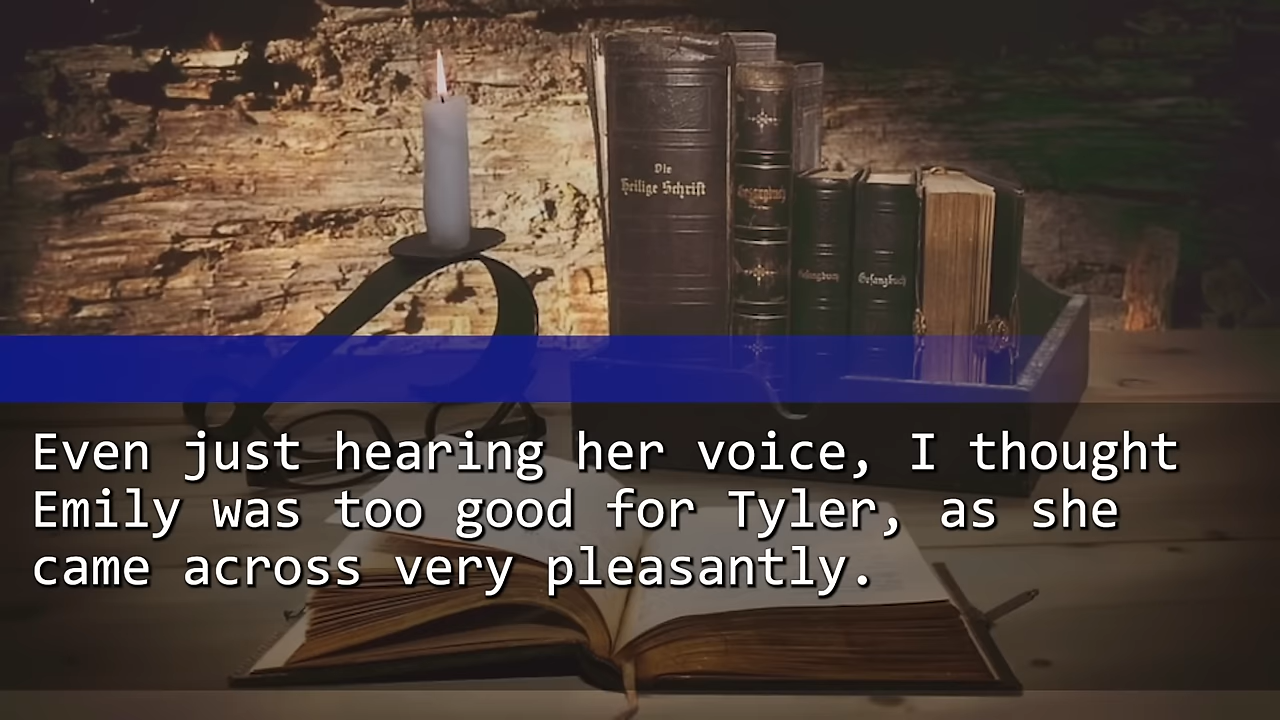 Die
Heilige Schrift
Gesangbuch
Gesangbuch
Gesangbuch
Even just hearing her voice, I thought
Emily was too good for Tyler, as she
came across very pleasantly.